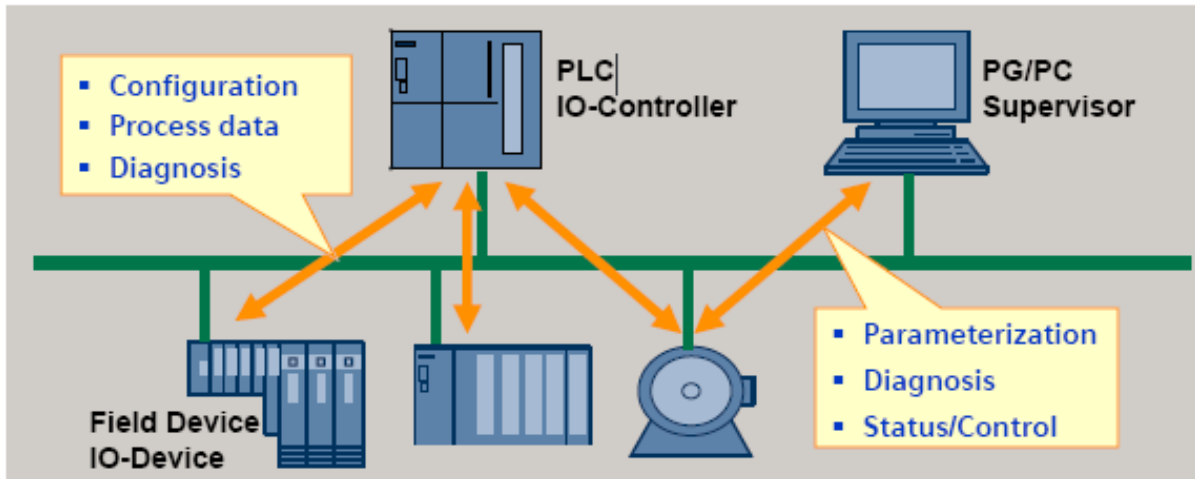 ▪ Configuration
▪ Process data
▪ Diagnosis
PLC
IO-Controller
PG/PC
Supervisor
Field Device
IO-Device
▪ Parameterization
▪ Diagnosis
▪ Status/Control